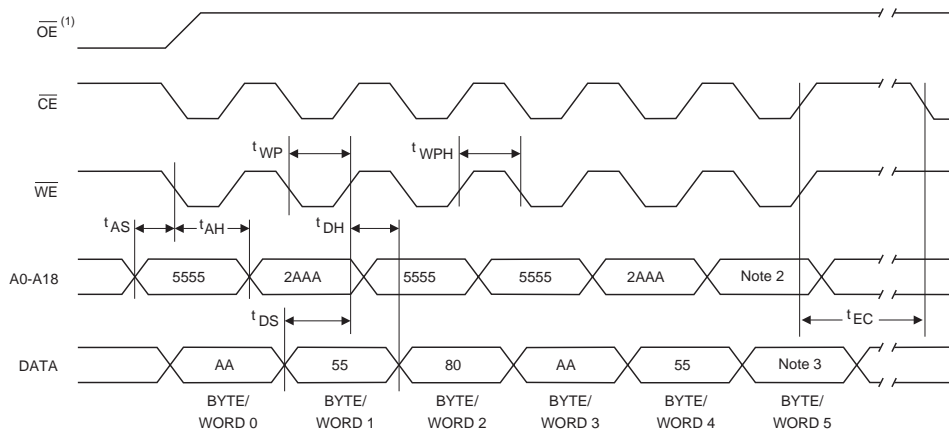 OE (1)
CE
t WP
t WPH
WE
t AS
t AH
t DH
A0-A18
5555
2AAA
5555
5555
2AAA
Note 2
t DS
t EC
DATA
AA
55
80
AA
55
Note 3
BYTE/
WORD 0
BYTE/
WORD 1
BYTE/
WORD 2
BYTE/
WORD 3
BYTE/
WORD 4
BYTE/
WORD 5